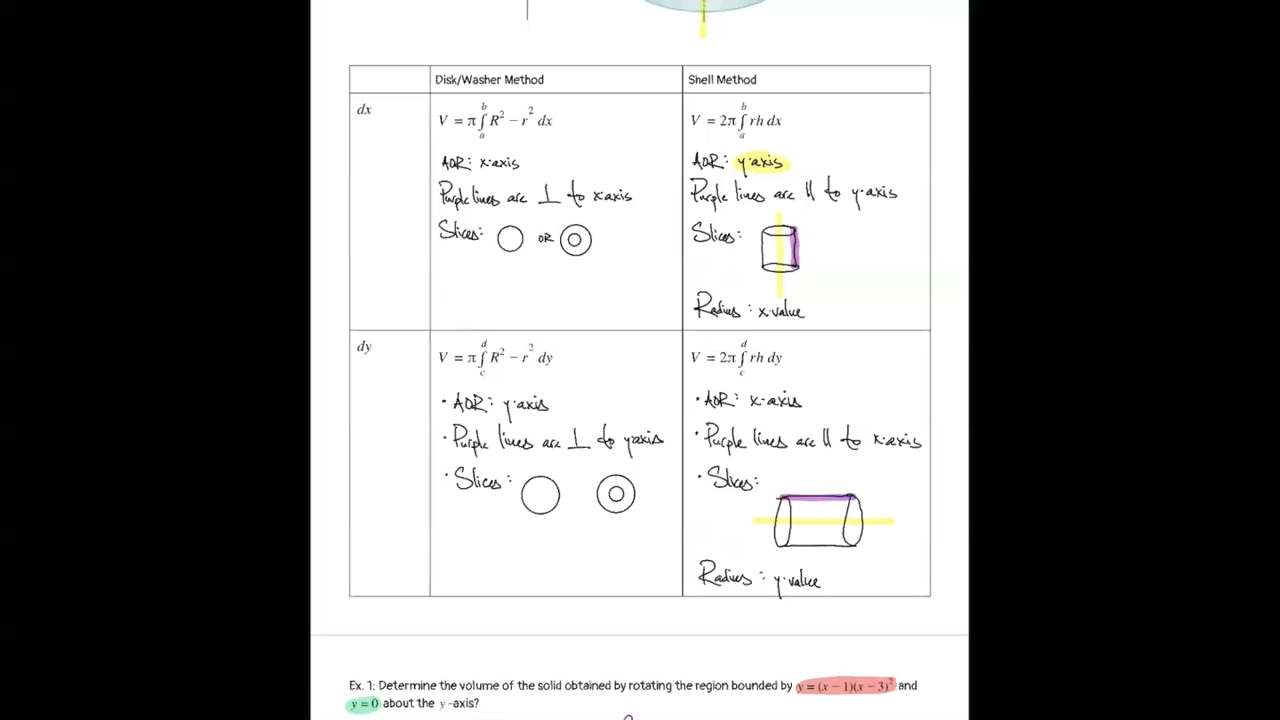 Disk/Washer Method
Shell Method
dx
V = π∫ₐᵇ R² − r² dx
AOR: x-axis
Purple lines are ⊥ to x-axis
Slices: OR
V = 2π∫ₐᵇ rh dx
AOR: y-axis
Purple lines are || to y-axis
Slices:
Radius: x-value
dy
V = π∫_c^d R² − r² dy
• AOR: y-axis
• Purple lines are ⊥ to y-axis
• Slices:
V = 2π∫_c^d rh dy
• AOR: x-axis
• Purple lines are || to x-axis
• Slices:
Radius: y-value
Ex. 1: Determine the volume of the solid obtained by rotating the region bounded by y = (x − 1)(x − 3)² and
y = 0 about the y-axis?